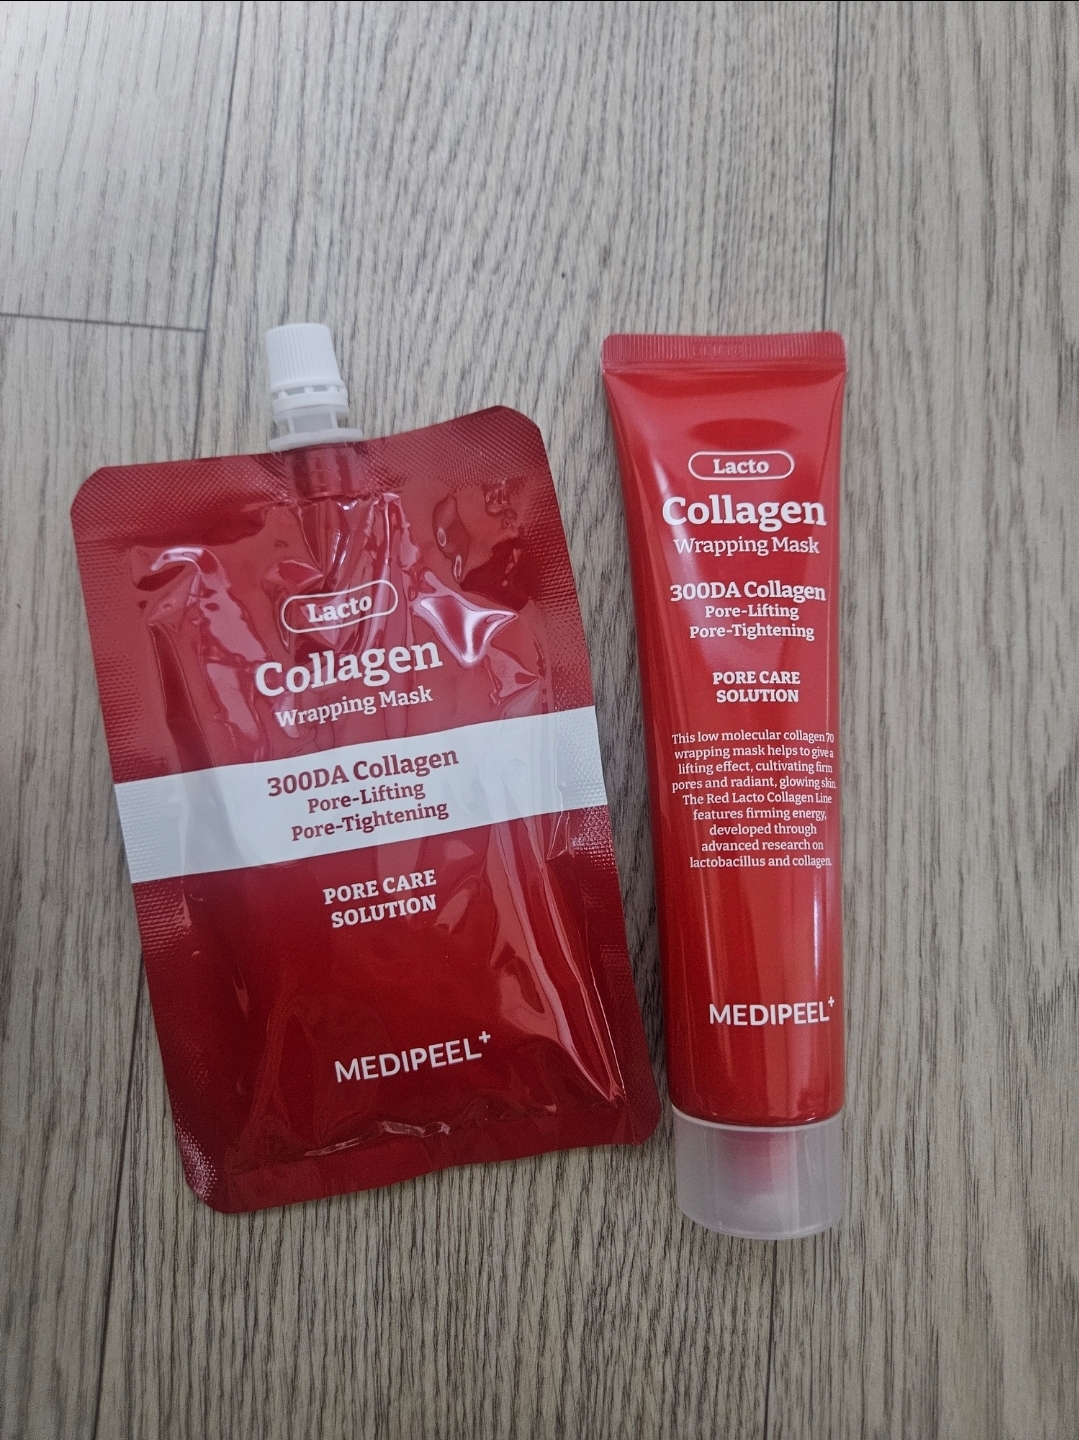 Lacto
Collagen
Wrapping Mask
300DA Collagen
Pore-Lifting
Pore-Tightening
PORE CARE
SOLUTION
MEDIPEEL+
Lacto
Collagen
Wrapping Mask
300DA Collagen
Pore-Lifting
Pore-Tightening
PORE CARE
SOLUTION
This low molecular collagen 70
wrapping mask helps to give a
lifting effect, cultivating firm
pores and radiant, glowing skin.
The Red Lacto Collagen Line
features firming energy,
developed through
advanced research on
lactobacillus and collagen.
MEDIPEEL+